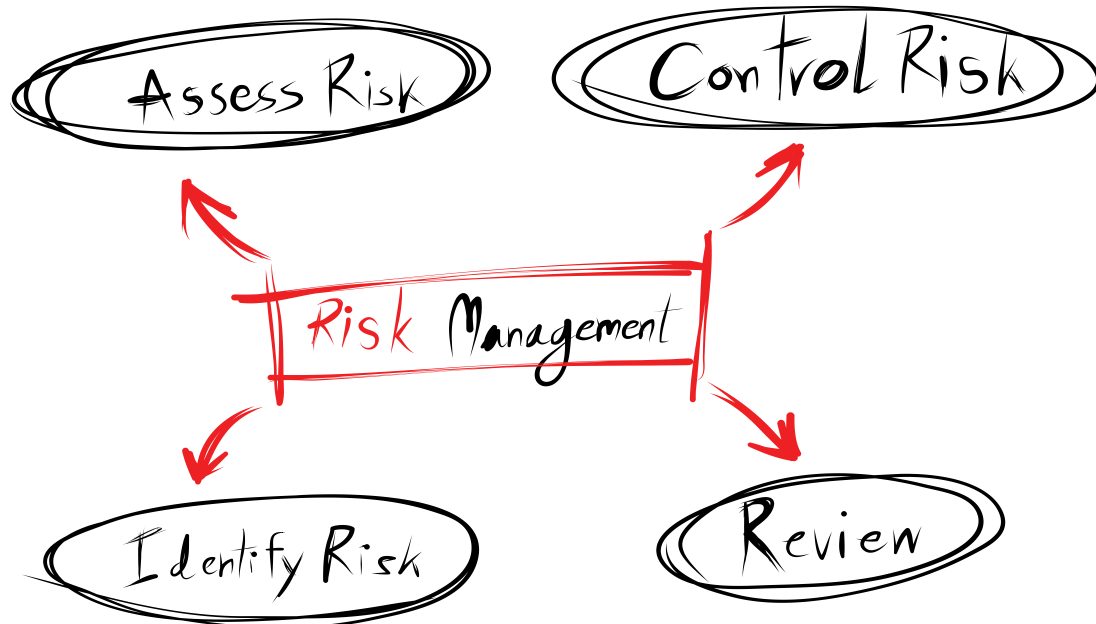 Assess Risk
Control Risk
Risk Management
Identify Risk
Review